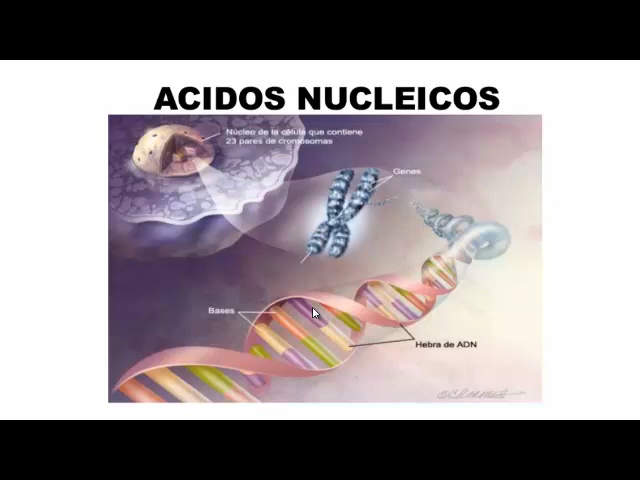 ACIDOS NUCLEICOS
Núcleo de la célula que contiene
23 pares de cromosomas
Genes
Bases
Hebra de ADN